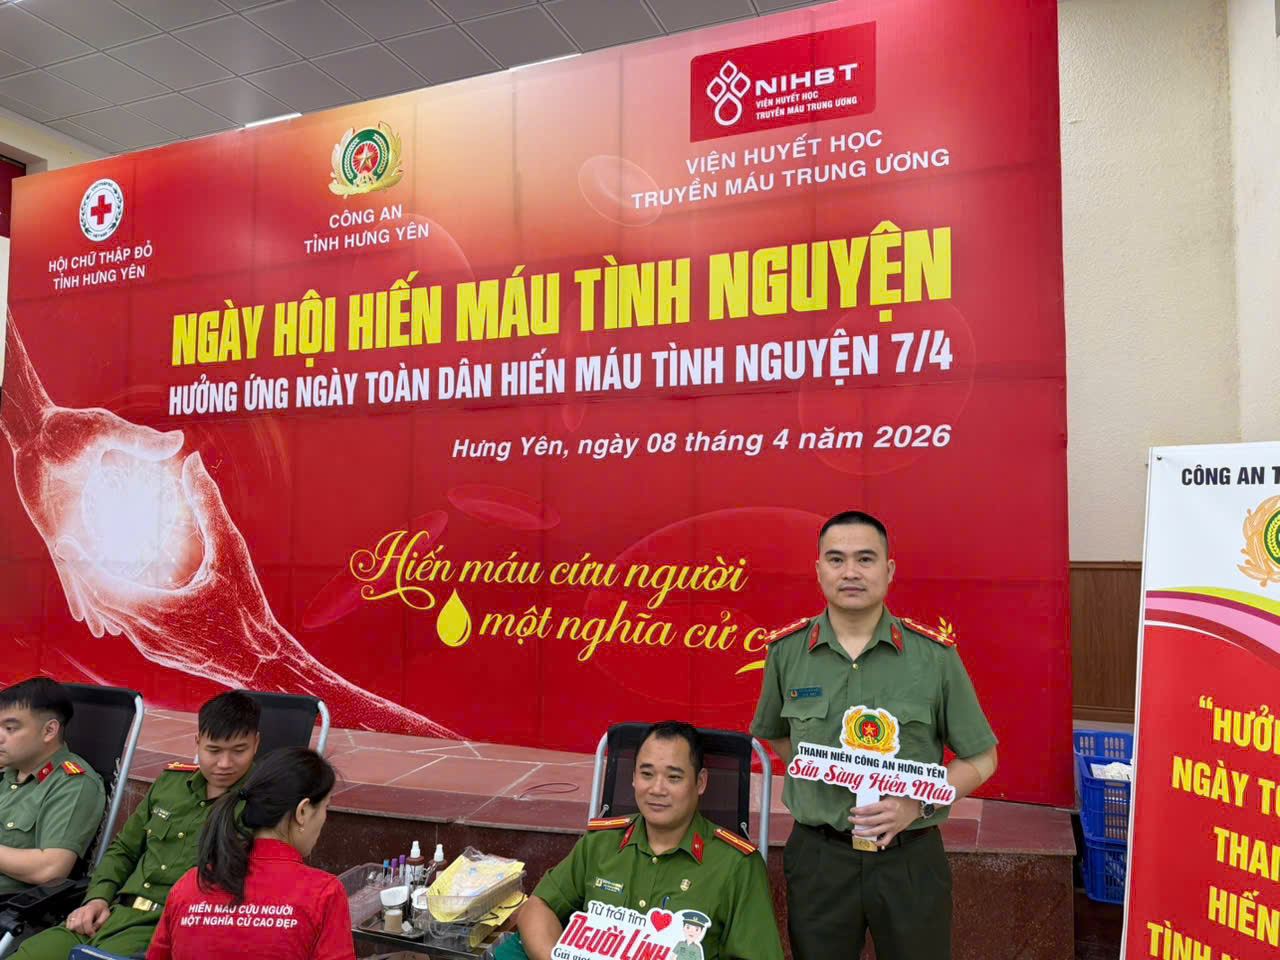 NIHBT
VIỆN HUYẾT HỌC
TRUYỀN MÁU TRUNG ƯƠNG
VIỆN HUYẾT HỌC
TRUYỀN MÁU TRUNG ƯƠNG
CÔNG AN
TỈNH HƯNG YÊN
HỘI CHỮ THẬP ĐỎ
TỈNH HƯNG YÊN
NGÀY HỘI HIẾN MÁU TÌNH NGUYỆN
HƯỞNG ỨNG NGÀY TOÀN DÂN HIẾN MÁU TÌNH NGUYỆN 7/4
Hưng Yên, ngày 08 tháng 4 năm 2026
Hiến máu cứu người
một nghĩa cử c
CÔNG AN T
"HƯỞ
NGÀY TO
THAN
HIẾN
TÌNH
THANH NIÊN CÔNG AN HƯNG YÊN
Sẵn Sàng Hiến Máu
Từ trái tim
NGƯỜI LÍNH
HIẾN MÁU CỨU NGƯỜI
MỘT NGHĨA CỬ CAO ĐẸP